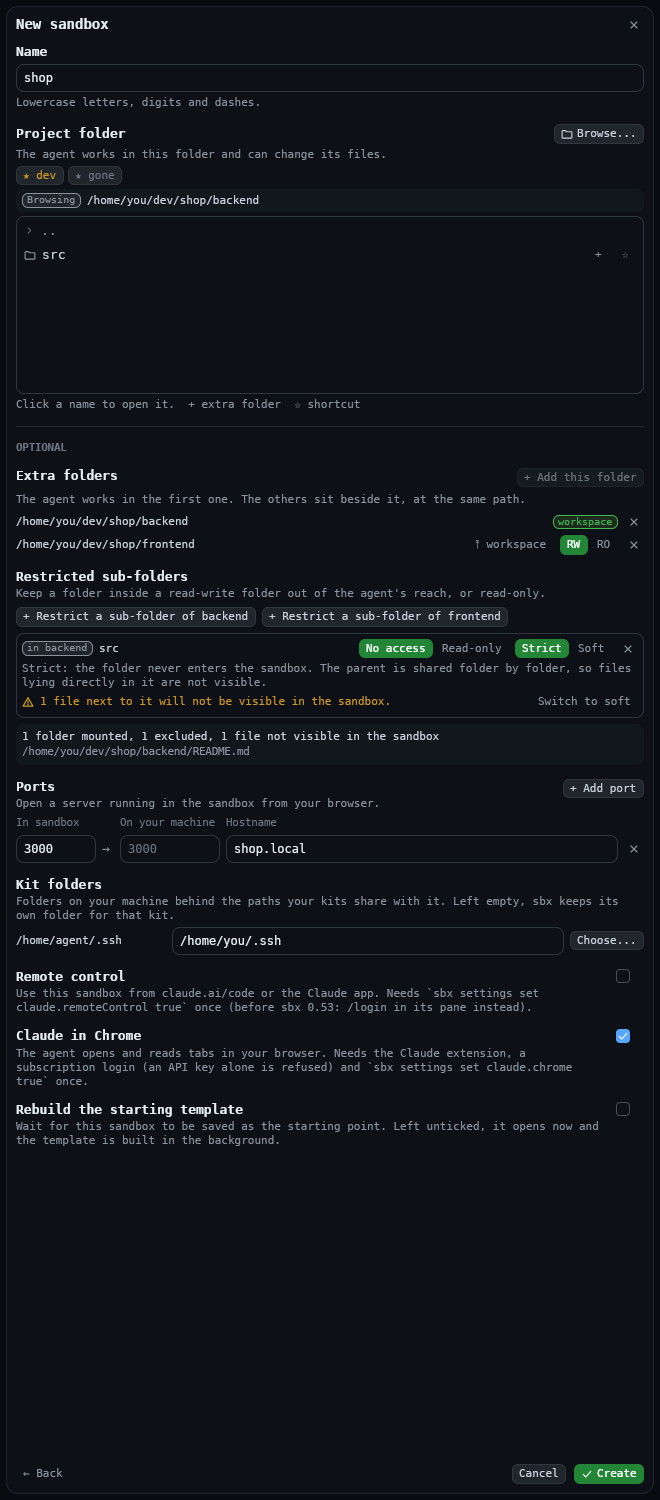 New sandbox ×
Name
shop
Lowercase letters, digits and dashes.
Project folder
Browse...
The agent works in this folder and can change its files.
★ dev ★ gone
Browsing /home/you/dev/shop/backend
› ..
src + ☆
Click a name to open it. + extra folder ☆ shortcut
OPTIONAL
Extra folders
+ Add this folder
The agent works in the first one. The others sit beside it, at the same path.
/home/you/dev/shop/backend workspace ×
/home/you/dev/shop/frontend ↑ workspace RW RO ×
Restricted sub-folders
Keep a folder inside a read-write folder out of the agent's reach, or read-only.
+ Restrict a sub-folder of backend + Restrict a sub-folder of frontend
in backend src No access Read-only Strict Soft ×
Strict: the folder never enters the sandbox. The parent is shared folder by folder, so files
lying directly in it are not visible.
⚠ 1 file next to it will not be visible in the sandbox. Switch to soft
1 folder mounted, 1 excluded, 1 file not visible in the sandbox
/home/you/dev/shop/backend/README.md
Ports
+ Add port
Open a server running in the sandbox from your browser.
In sandbox On your machine Hostname
3000 → 3000 shop.local ×
Kit folders
Folders on your machine behind the paths your kits share with it. Left empty, sbx keeps its
own folder for that kit.
/home/agent/.ssh /home/you/.ssh Choose...
Remote control
Use this sandbox from claude.ai/code or the Claude app. Needs `sbx settings set
claude.remoteControl true` once (before sbx 0.53: /login in its pane instead).
Claude in Chrome
The agent opens and reads tabs in your browser. Needs the Claude extension, a
subscription login (an API key alone is refused) and `sbx settings set claude.chrome
true` once.
Rebuild the starting template
Wait for this sandbox to be saved as the starting point. Left unticked, it opens now and
the template is built in the background.
← Back Cancel ✓ Create